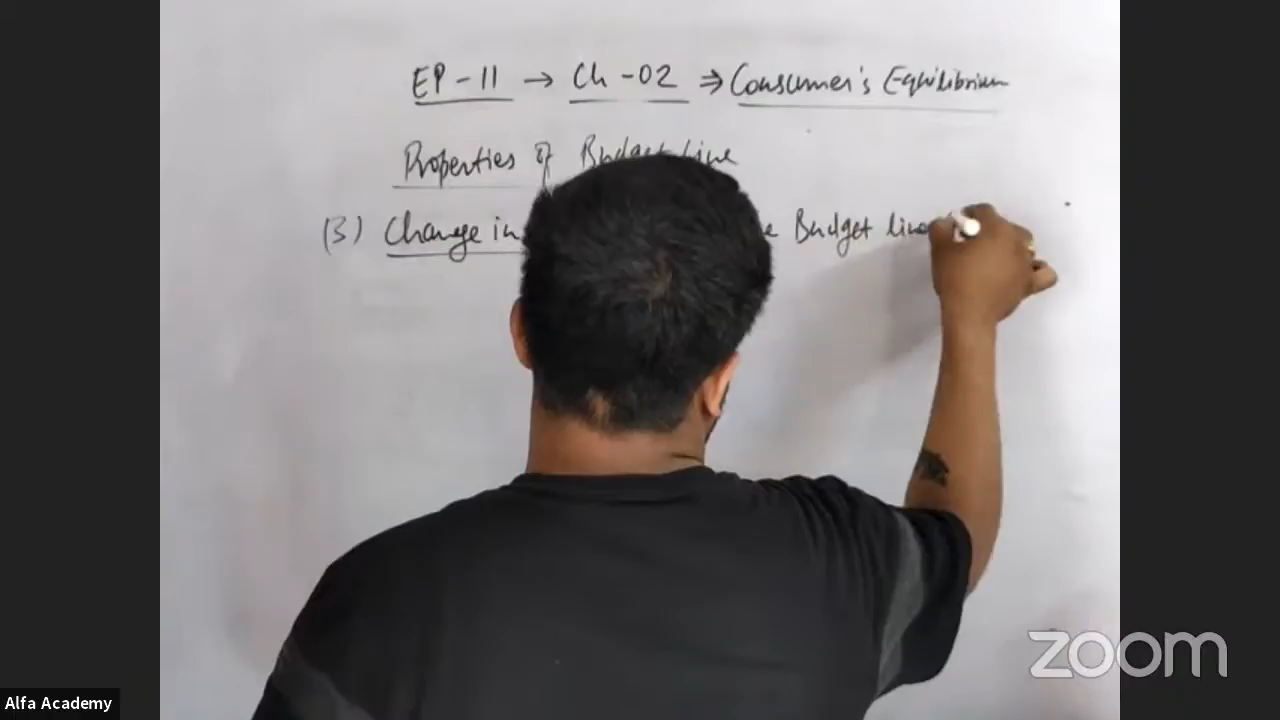 EP-11 → Ch-02 ⇒ Consumer's Equilibrium
Properties of Budget Line
(3) Change in Budget line
zoom
Alfa Academy